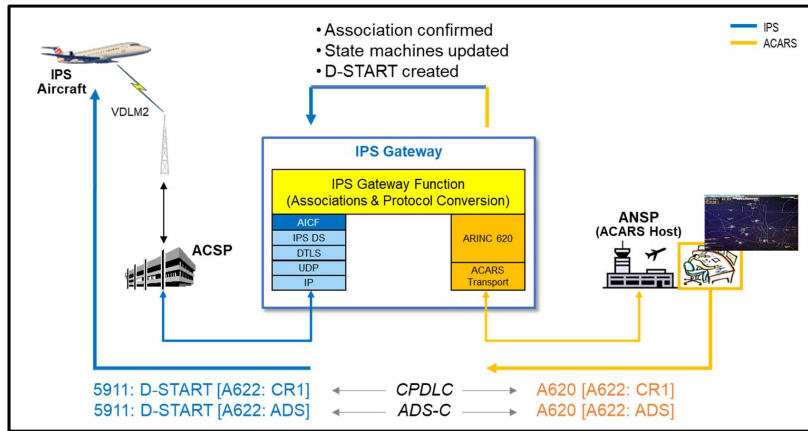 • Association confirmed
• State machines updated
• D-START created
IPS
ACARS
IPS
Aircraft
VDLM2
IPS Gateway
IPS Gateway Function
(Associations & Protocol Conversion)
AICF
IPS DS
DTLS
UDP
IP
ARINC 620
ACARS
Transport
ACSP
ANSP
(ACARS Host)
5911: D-START [A622: CR1] CPDLC A620 [A622: CR1]
5911: D-START [A622: ADS] ADS-C A620 [A622: ADS]